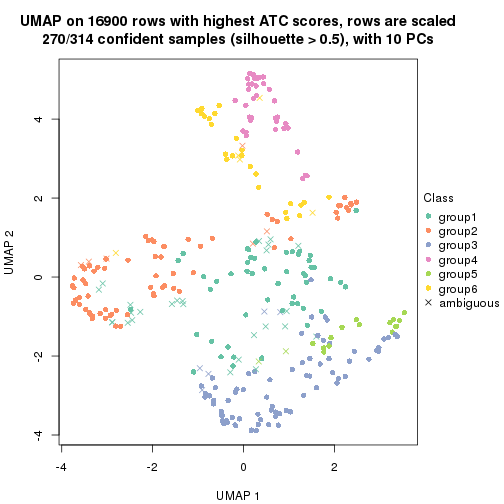 UMAP on 16900 rows with highest ATC scores, rows are scaled
270/314 confident samples (silhouette > 0.5), with 10 PCs
UMAP 2
4
2
0
-2
-4
-4
-2
0
2
UMAP 1
Class
group1
group2
group3
group4
group5
group6
ambiguous